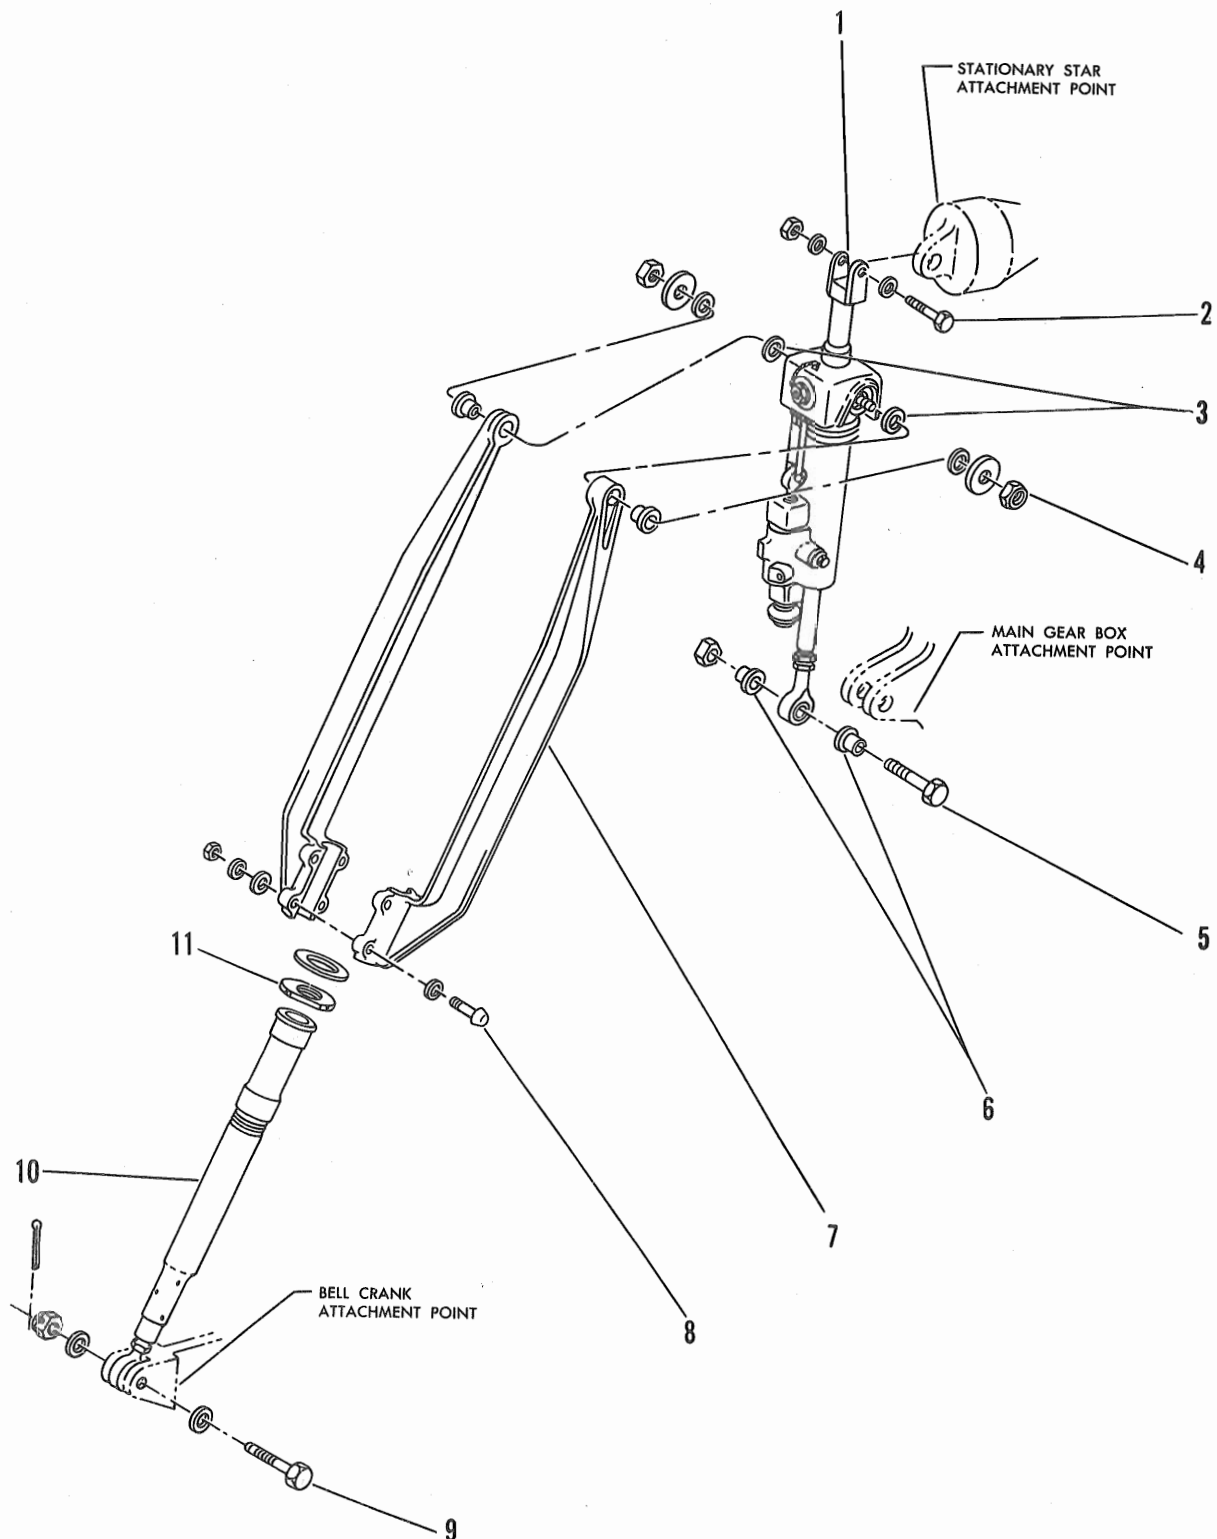 1
STATIONARY STAR
ATTACHMENT POINT
2
3
4
MAIN GEAR BOX
ATTACHMENT POINT
5
11
6
10
7
BELL CRANK
ATTACHMENT POINT
8
9